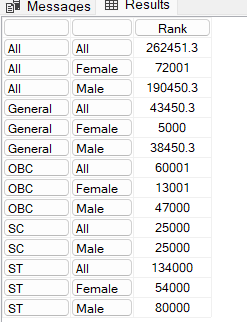 Messages Results
Rank
All All 262451.3
All Female 72001
All Male 190450.3
General All 43450.3
General Female 5000
General Male 38450.3
OBC All 60001
OBC Female 13001
OBC Male 47000
SC All 25000
SC Male 25000
ST All 134000
ST Female 54000
ST Male 80000